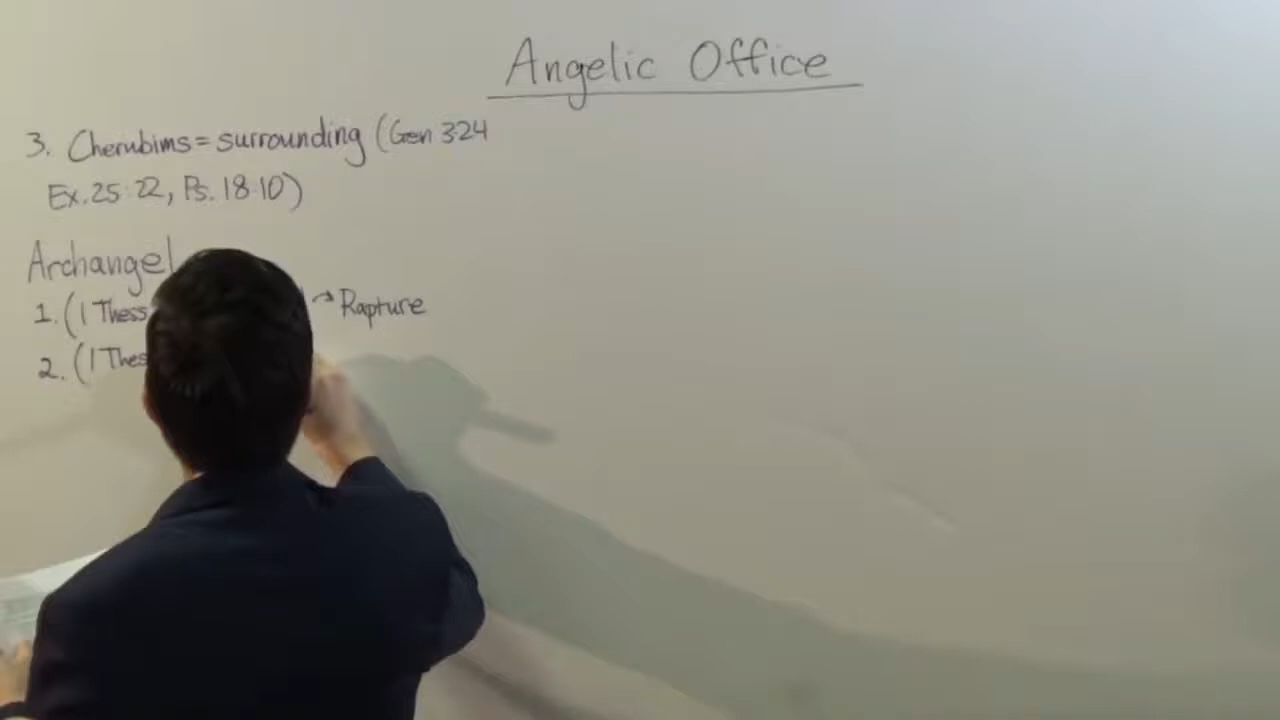 Angelic Office
3. Cherubims = surrounding (Gen 3:24
Ex. 25:22, Ps. 18:10)
Archangel
1. (1 Thess → Rapture
2. (1 Thes